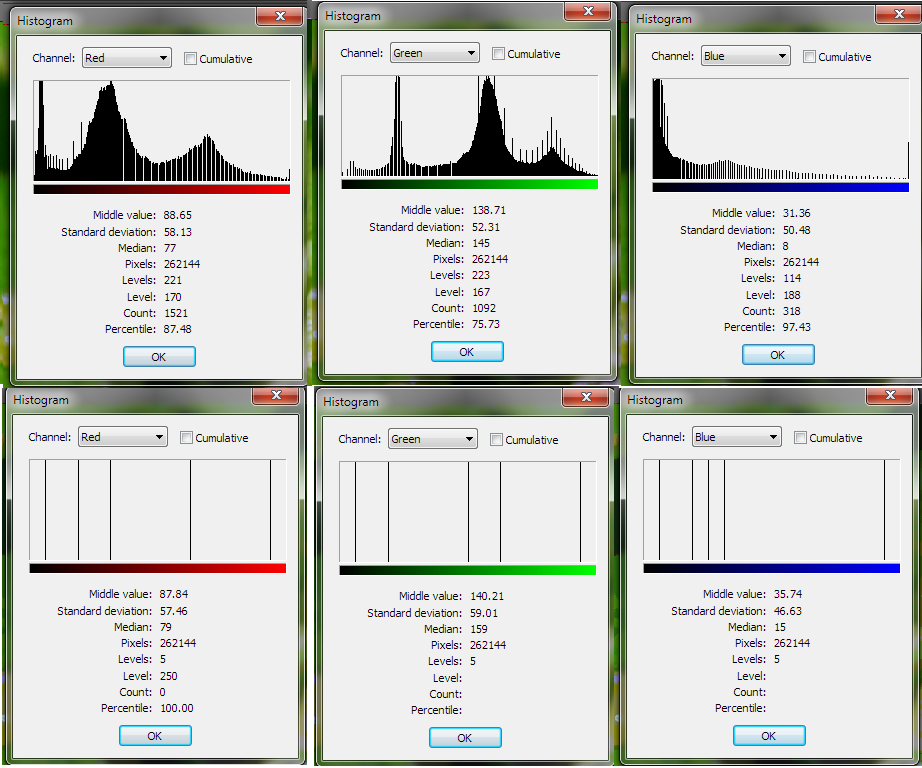 Histogram
Channel: Red Cumulative
Middle value: 88.65
Standard deviation: 58.13
Median: 77
Pixels: 262144
Levels: 221
Level: 170
Count: 1521
Percentile: 87.48
OK
Histogram
Channel: Green Cumulative
Middle value: 138.71
Standard deviation: 52.31
Median: 145
Pixels: 262144
Levels: 223
Level: 167
Count: 1092
Percentile: 75.73
OK
Histogram
Channel: Blue Cumulative
Middle value: 31.36
Standard deviation: 50.48
Median: 8
Pixels: 262144
Levels: 114
Level: 188
Count: 318
Percentile: 97.43
OK
Histogram
Channel: Red Cumulative
Middle value: 87.84
Standard deviation: 57.46
Median: 79
Pixels: 262144
Levels: 5
Level: 250
Count: 0
Percentile: 100.00
OK
Histogram
Channel: Green Cumulative
Middle value: 140.21
Standard deviation: 59.01
Median: 159
Pixels: 262144
Levels: 5
Level:
Count:
Percentile:
OK
Histogram
Channel: Blue Cumulative
Middle value: 35.74
Standard deviation: 46.63
Median: 15
Pixels: 262144
Levels: 5
Level:
Count:
Percentile:
OK